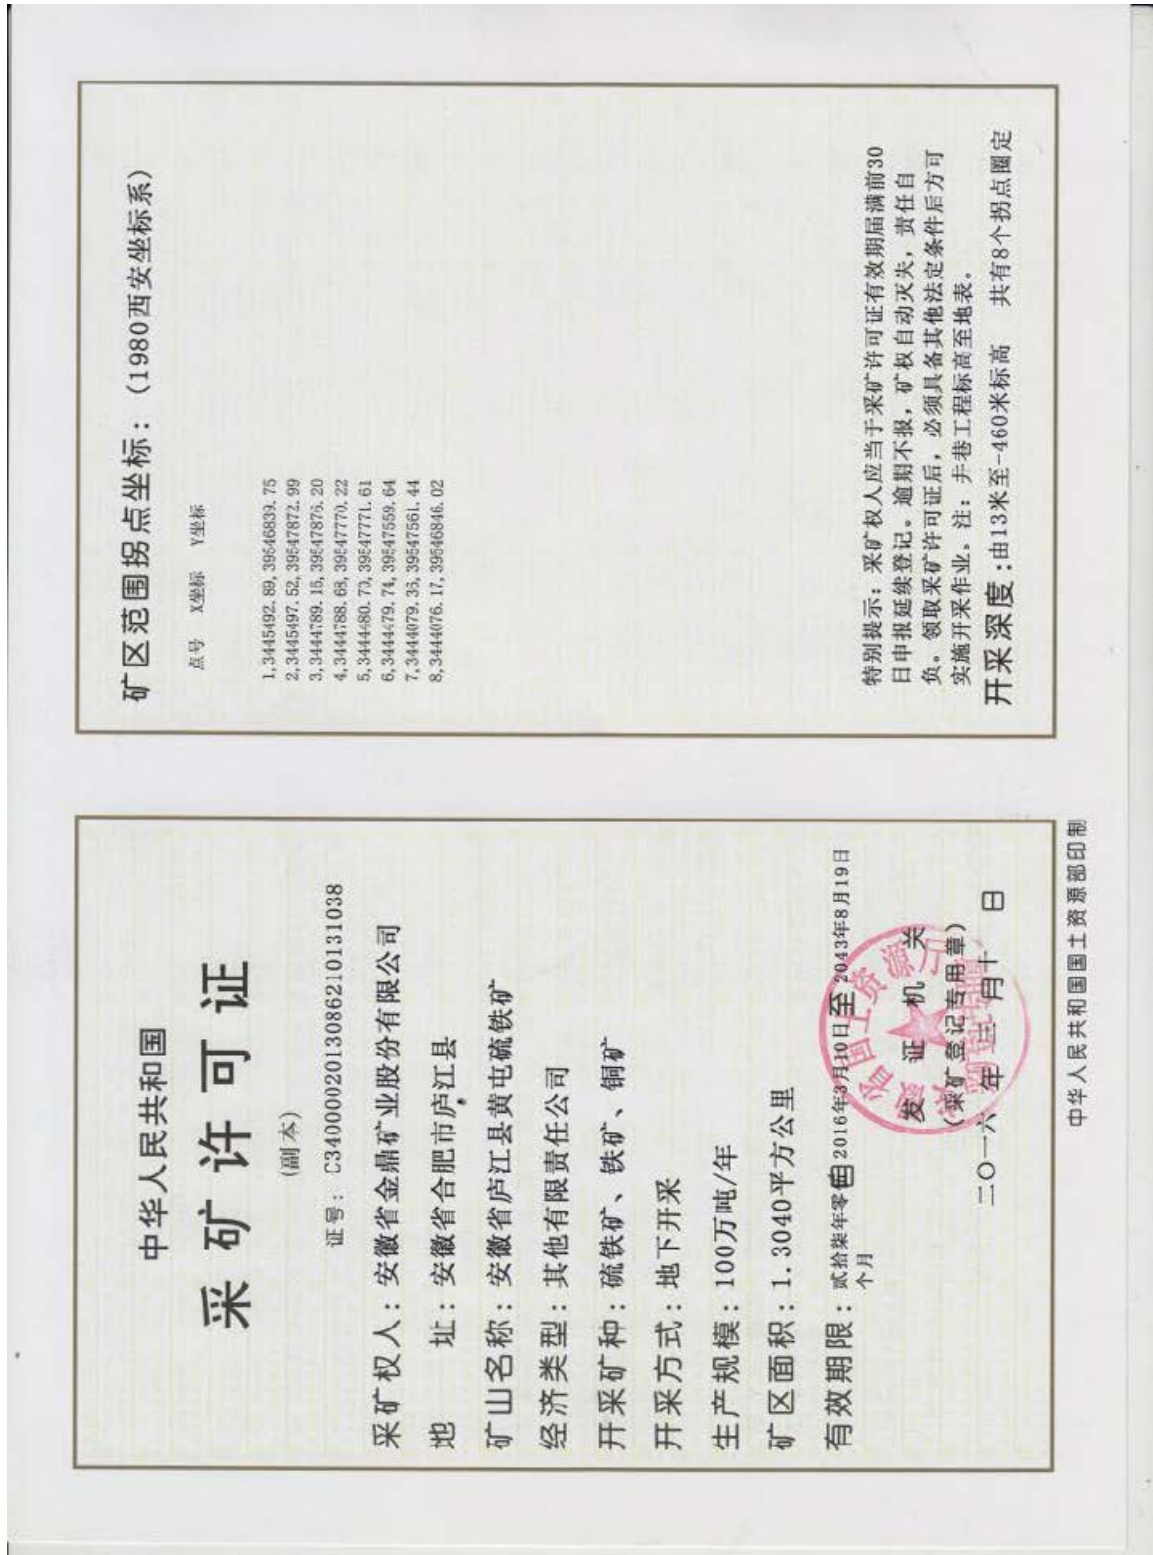 中华人民共和国
采矿许可证
(副本)
证号：C3400002013086210131038
采矿权人：安徽省金鼎矿业股份有限公司
地　　址：安徽省合肥市庐江县
矿山名称：安徽省庐江县黄屯硫铁矿
经济类型：其他有限责任公司
开采矿种：硫铁矿、铁矿、铜矿
开采方式：地下开采
生产规模：100万吨/年
矿区面积：1.3040平方公里
有效期限：贰拾柒年零 自2016年3月10日至2043年8月19日
个月
发证机关
(采矿登记专用章)
二〇一六年三月十日
省国土资源厅
中华人民共和国国土资源部印制
矿区范围拐点坐标：(1980西安坐标系)
点号　X坐标　Y坐标
1,3445492.89,39546839.75
2,3445497.52,39547872.99
3,3444789.15,39547876.20
4,3444788.68,39547770.22
5,3444480.70,39547771.61
6,3444479.74,39547559.64
7,3444079.36,39547561.44
8,3444076.17,39546846.02
特别提示：采矿权人应当于采矿许可证有效期届满前30
日申报延续登记。逾期不报，矿权自动灭失，责任自
负。领取采矿许可证后，必须具备其他法定条件后方可
实施开采作业。注：井巷工程标高至地表。
开采深度：由13米至-460米标高　共有8个拐点圈定